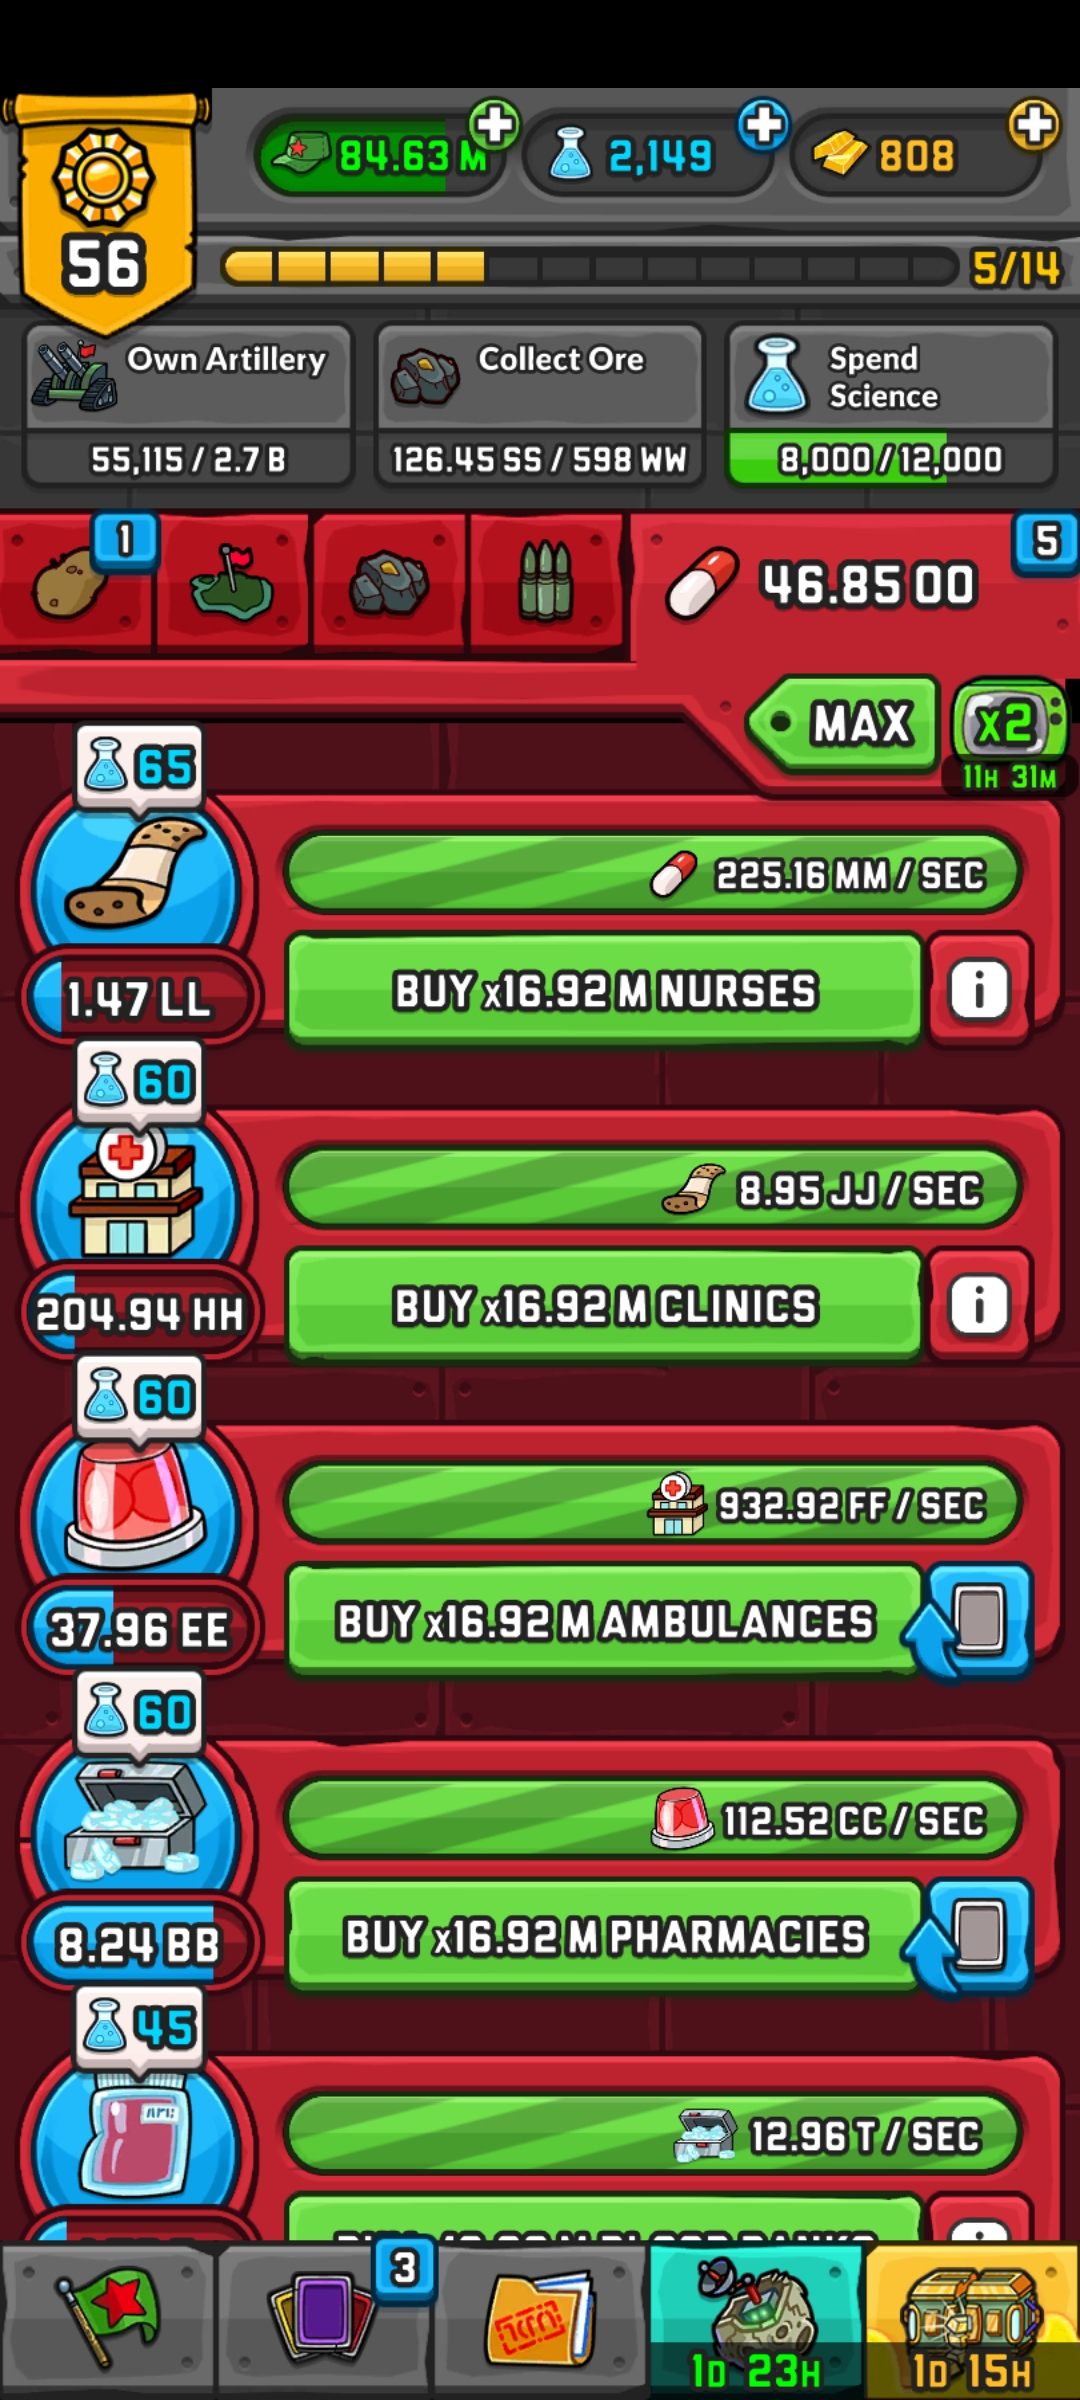 84.63 M
2,149
808
56
5/14
Own Artillery
Collect Ore
Spend
Science
55,115 / 2.7 B
126.45 SS / 598 WW
8,000 / 12,000
1
5
46.85 OO
MAX
x2
11H 31M
65
225.16 MM / SEC
1.47 LL
BUY x16.92 M NURSES
i
60
8.95 JJ / SEC
204.94 HH
BUY x16.92 M CLINICS
i
60
932.92 FF / SEC
37.96 EE
BUY x16.92 M AMBULANCES
60
112.52 CC / SEC
8.24 BB
BUY x16.92 M PHARMACIES
45
12.96 T / SEC
3
1D 23H
1D 15H